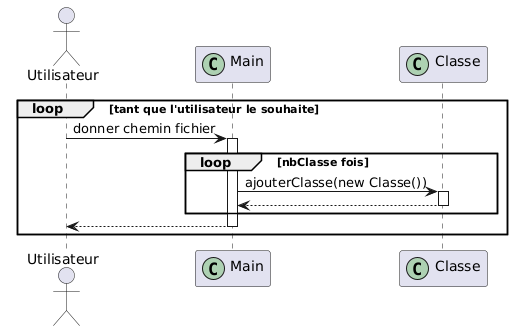 Utilisateur
C Main
C Classe
loop [tant que l'utilisateur le souhaite]
donner chemin fichier
loop [nbClasse fois]
ajouterClasse(new Classe())
Utilisateur
C Main
C Classe